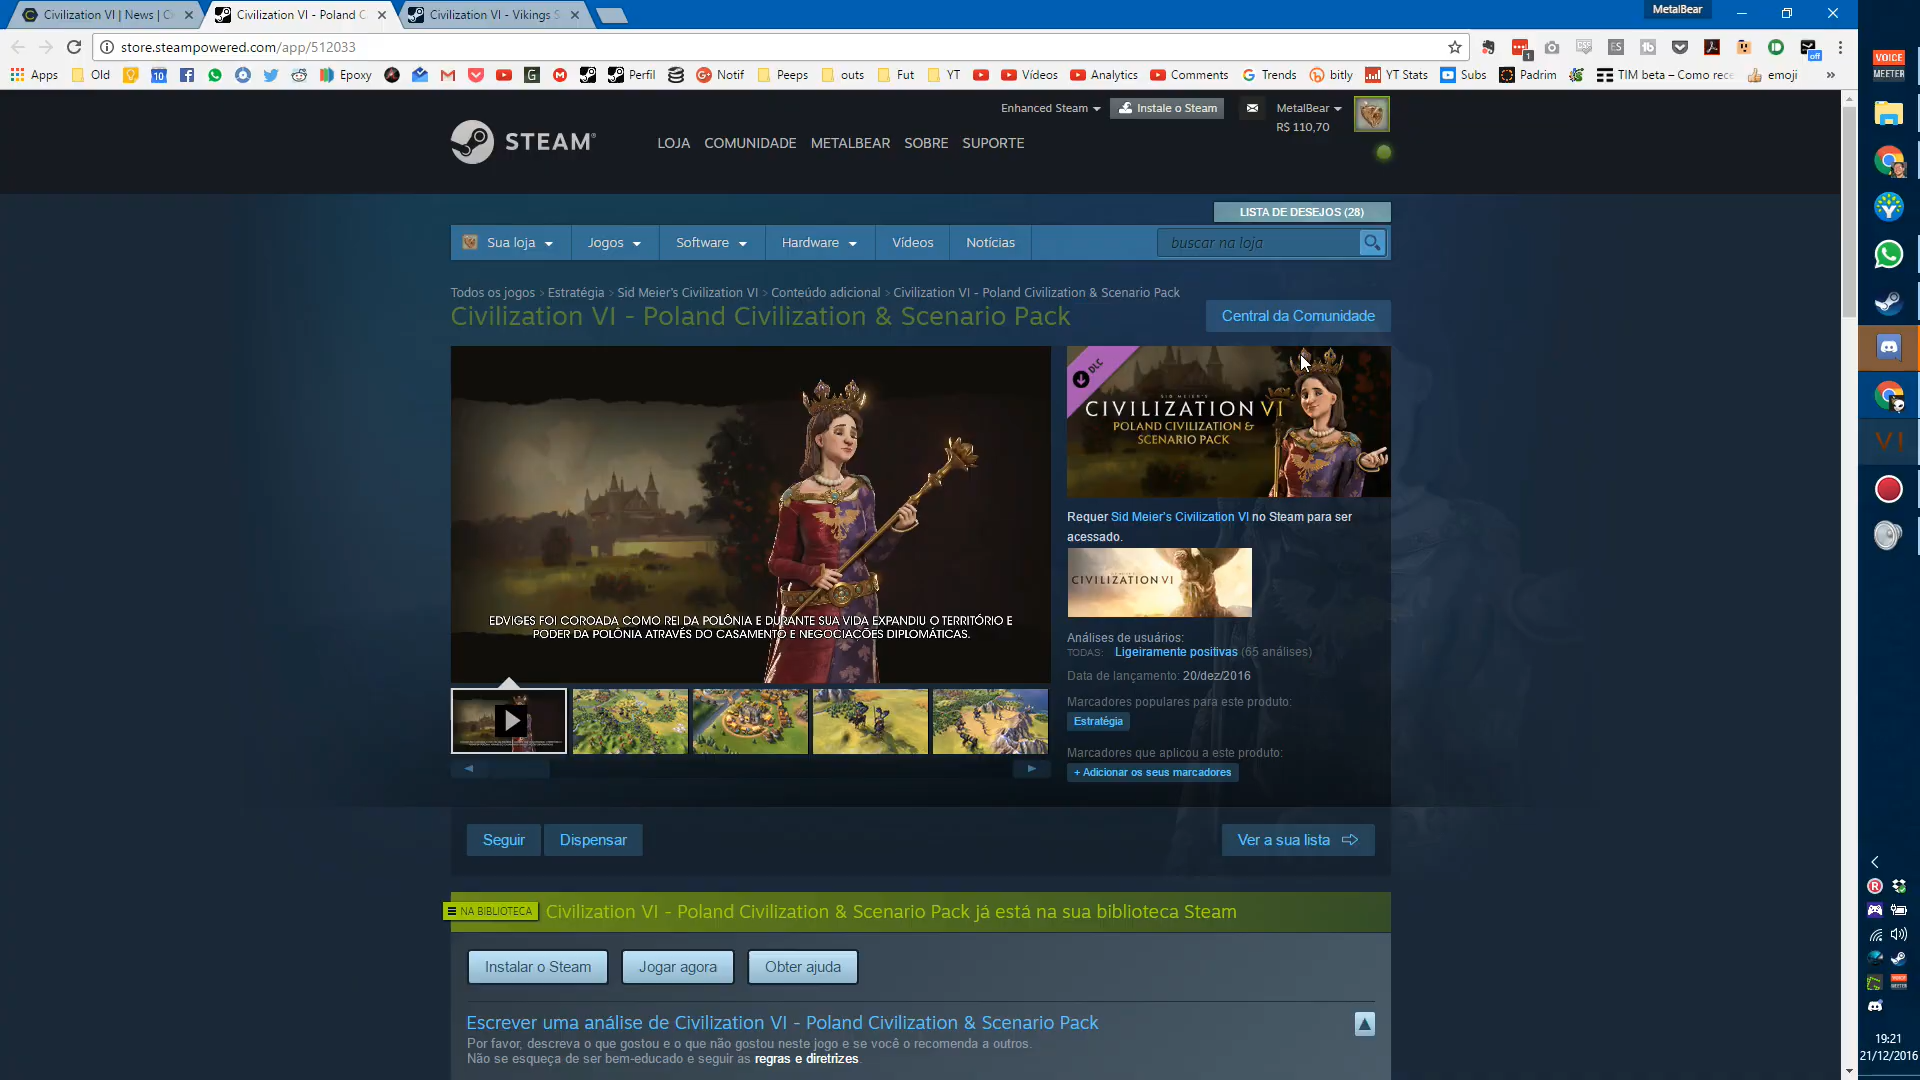 Civilization VI | News | Ci
Civilization VI - Poland C
Civilization VI - Vikings S
MetalBear
store.steampowered.com/app/512033
Apps
Old
Epoxy
Perfil
Notif
Peeps
outs
Fut
YT
Vídeos
Analytics
Comments
Trends
bitly
YT Stats
Subs
Padrim
TIM beta – Como rece
emoji
»
VOICE
MEETER
Enhanced Steam
Instale o Steam
MetalBear
R$ 110,70
STEAM
LOJA
COMUNIDADE
METALBEAR
SOBRE
SUPORTE
LISTA DE DESEJOS (28)
Sua loja
Jogos
Software
Hardware
Vídeos
Notícias
buscar na loja
Todos os jogos > Estratégia > Sid Meier's Civilization VI > Conteúdo adicional > Civilization VI - Poland Civilization & Scenario Pack
Civilization VI - Poland Civilization & Scenario Pack
Central da Comunidade
DLC
SID MEIER'S
CIVILIZATION VI
POLAND CIVILIZATION &
SCENARIO PACK
EDVIGES FOI COROADA COMO REI DA POLÔNIA E DURANTE SUA VIDA EXPANDIU O TERRITÓRIO E
PODER DA POLÔNIA ATRAVÉS DO CASAMENTO E NEGOCIAÇÕES DIPLOMÁTICAS.
Requer Sid Meier's Civilization VI no Steam para ser
acessado.
CIVILIZATION VI
Análises de usuários:
TODAS: Ligeiramente positivas (65 análises)
Data de lançamento: 20/dez/2016
Marcadores populares para este produto:
Estratégia
Marcadores que aplicou a este produto:
+ Adicionar os seus marcadores
Seguir
Dispensar
Ver a sua lista
NA BIBLIOTECA
Civilization VI - Poland Civilization & Scenario Pack já está na sua biblioteca Steam
Instalar o Steam
Jogar agora
Obter ajuda
Escrever uma análise de Civilization VI - Poland Civilization & Scenario Pack
Por favor, descreva o que gostou e o que não gostou neste jogo e se você o recomenda a outros.
Não se esqueça de ser bem-educado e seguir as regras e diretrizes.
VI
19:21
21/12/2016